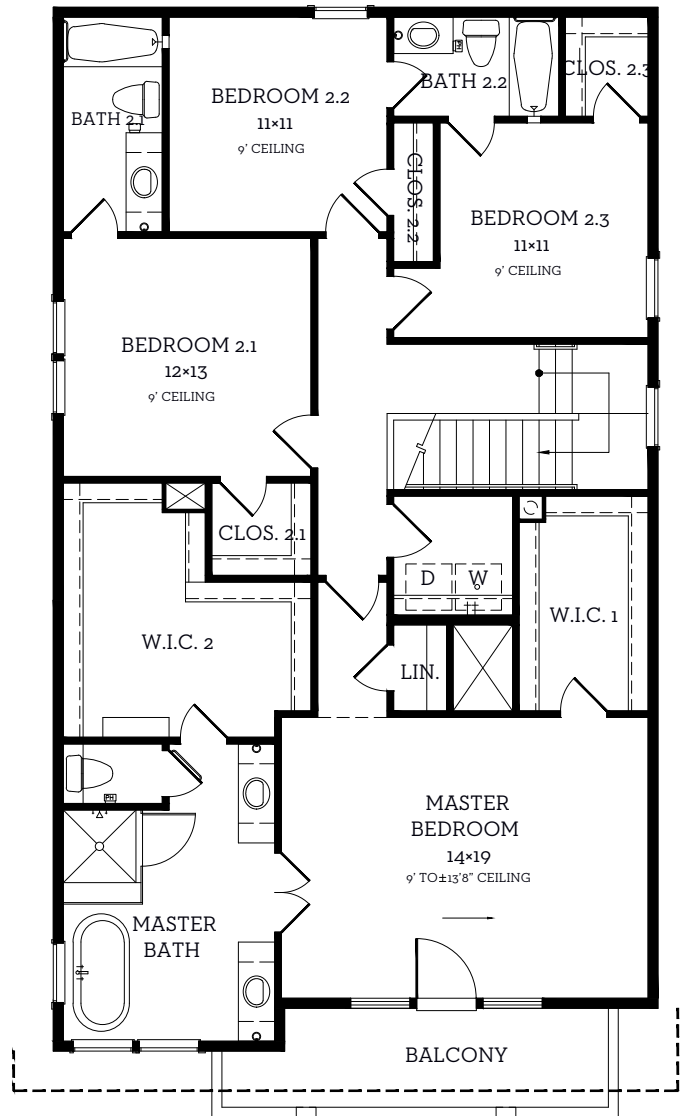 BATH 2.1
BEDROOM 2.2
11×11
9' CEILING
PH
BATH 2.2
CLOS. 2.3
CLOS. 2.2
BEDROOM 2.3
11×11
9' CEILING
BEDROOM 2.1
12×13
9' CEILING
CLOS. 2.1
D
W
W.I.C. 1
W.I.C. 2
LIN.
PH
MASTER
BEDROOM
14×19
9' TO±13'8" CEILING
MASTER
BATH
BALCONY